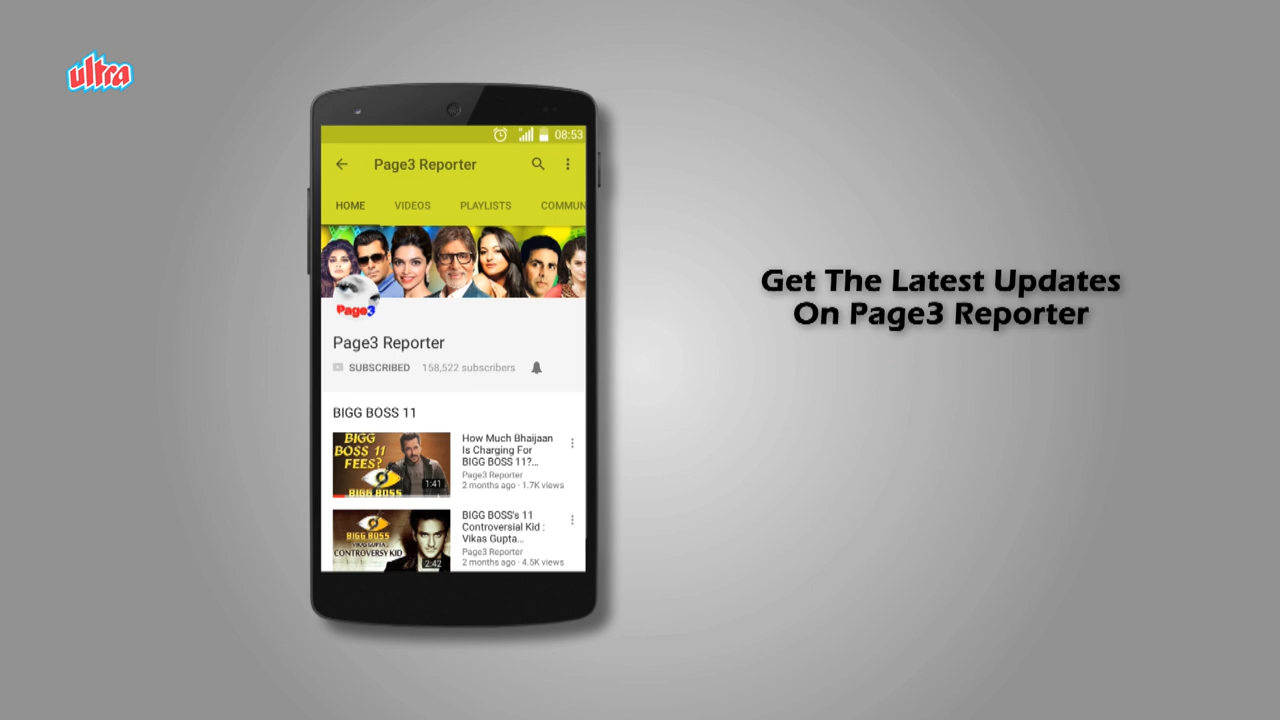 ultra
08:53
Page3 Reporter
HOME VIDEOS PLAYLISTS COMMUN
Page3
Page3 Reporter
SUBSCRIBED 158,522 subscribers
BIGG BOSS 11
BIGG
BOSS 11
FEES?
BIGG BOSS
1:41
How Much Bhaijaan
Is Charging For
BIGG BOSS 11?...
Page3 Reporter
2 months ago · 1.7K views
BIGG BOSS
VIKAS GUPTA
CONTROVERSY KID
2:42
BIGG BOSS's 11
Controversial Kid :
Vikas Gupta...
Page3 Reporter
2 months ago · 4.5K views
Get The Latest Updates
On Page3 Reporter